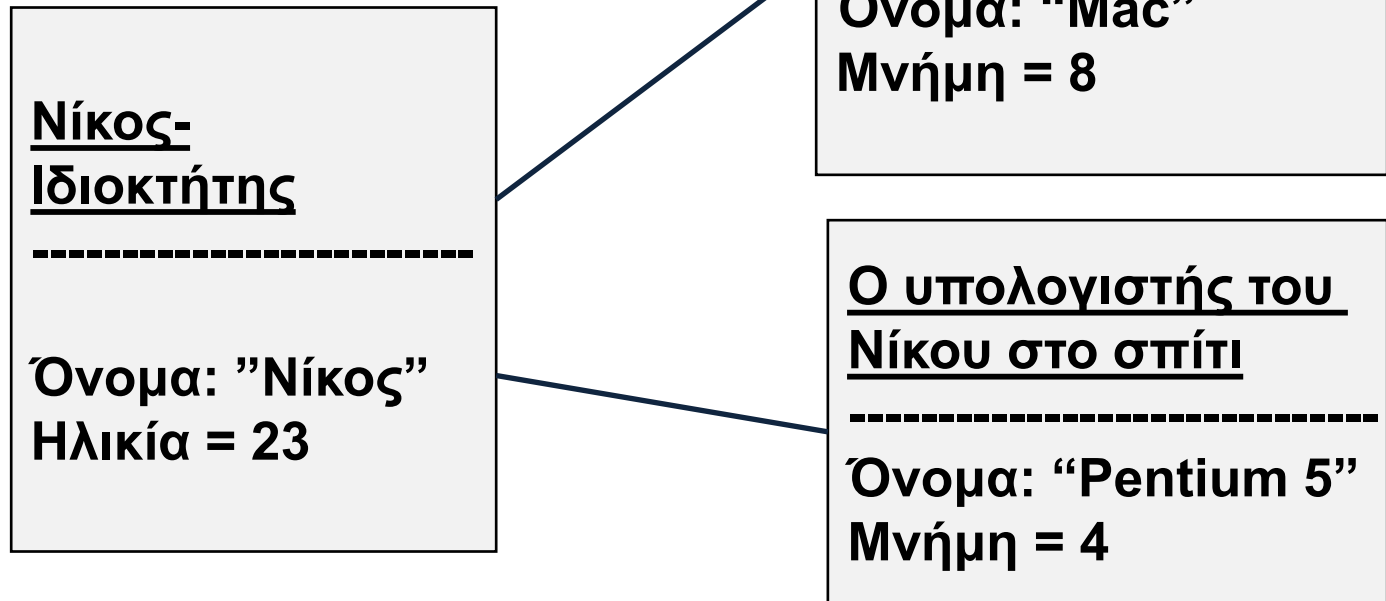 Νίκος-
Ιδιοκτήτης
-------------------------
Όνομα: ”Νίκος”
Ηλικία = 23
Όνομα: “Mac”
Μνήμη = 8
Ο υπολογιστής του
Νίκου στο σπίτι
------------------------------
Όνομα: “Pentium 5”
Μνήμη = 4